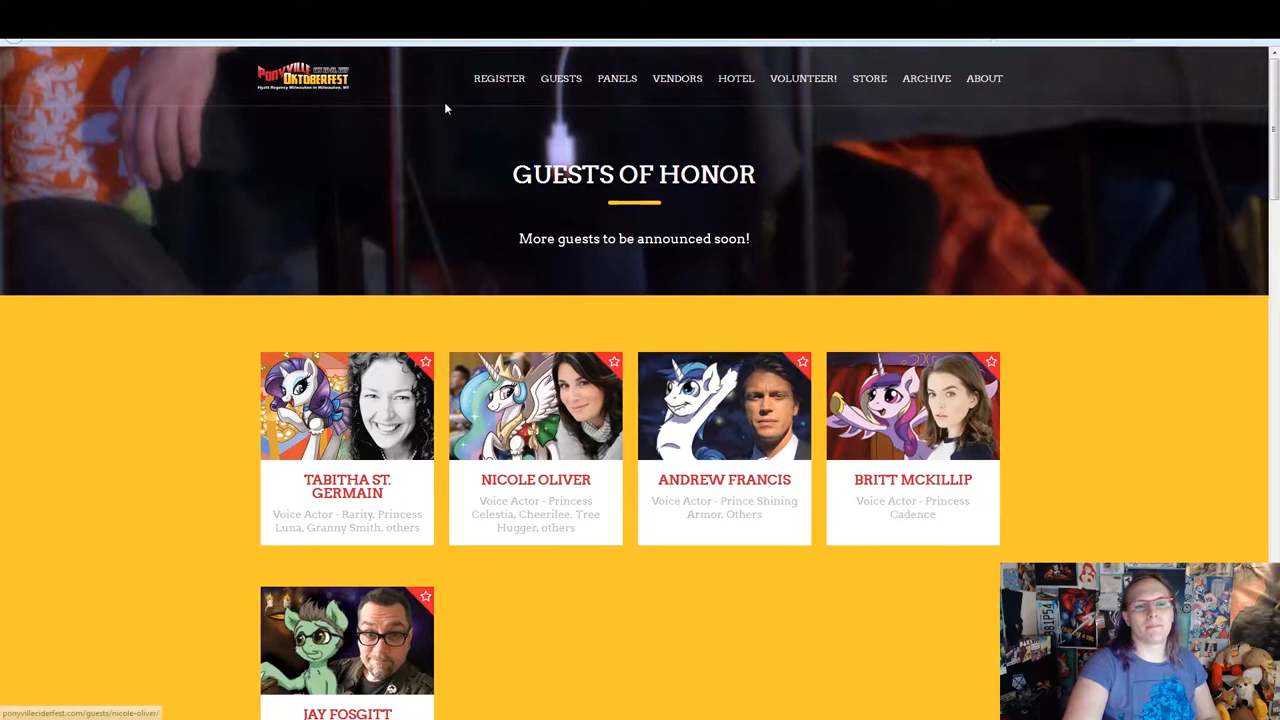 PONYVILLE
OKTOBERFEST
Hyatt Regency Milwaukee in Milwaukee, WI
REGISTER GUESTS PANELS VENDORS HOTEL VOLUNTEER! STORE ARCHIVE ABOUT
GUESTS OF HONOR
More guests to be announced soon!
TABITHA ST.
GERMAIN
Voice Actor - Rarity, Princess
Luna, Granny Smith, others
NICOLE OLIVER
Voice Actor - Princess
Celestia, Cheerilee, Tree
Hugger, others
ANDREW FRANCIS
Voice Actor - Prince Shining
Armor, Others
BRITT MCKILLIP
Voice Actor - Princess
Cadence
JAY FOSGITT
ponyvilleciderfest.com/guests/nicole-oliver/